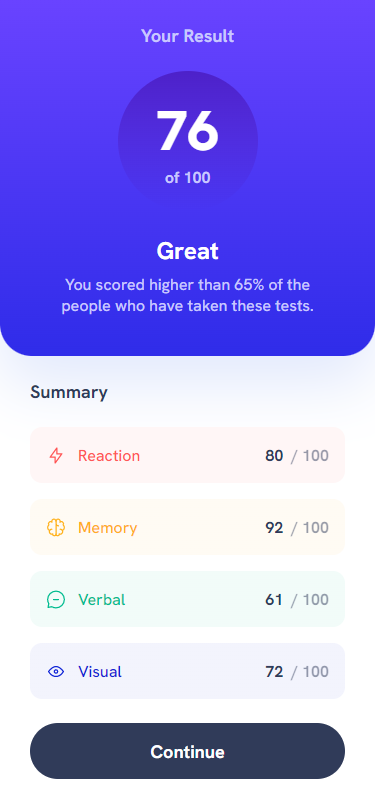 Your Result
76
of 100
Great
You scored higher than 65% of the
people who have taken these tests.
Summary
Reaction 80 / 100
Memory 92 / 100
Verbal 61 / 100
Visual 72 / 100
Continue